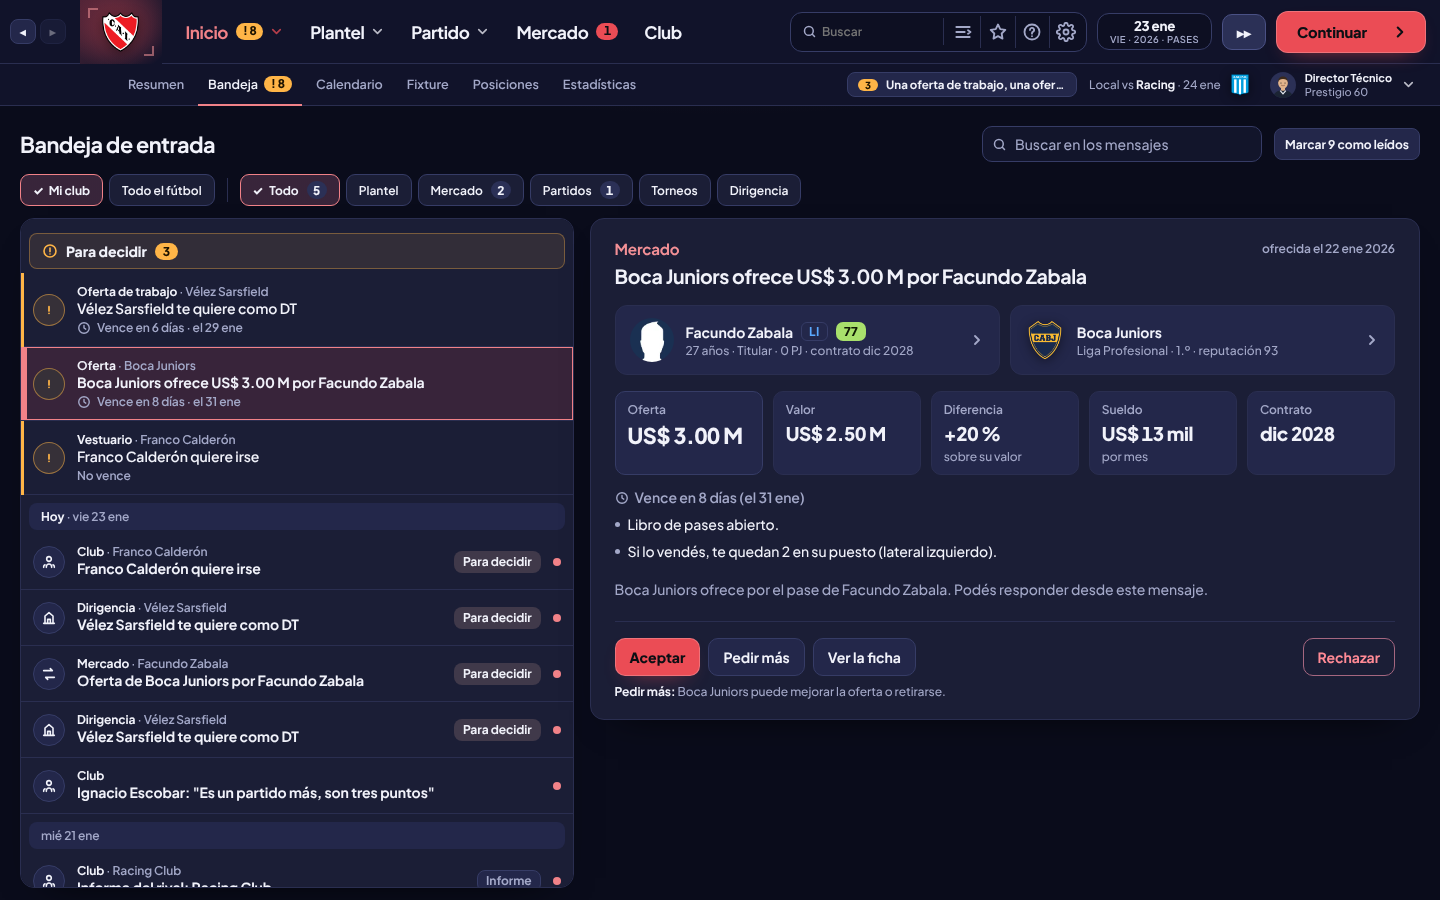 C.A.I.
Inicio !8
Plantel
Partido
Mercado 1
Club
Buscar
23 ene
VIE · 2026 · PASES
Continuar
Resumen
Bandeja !8
Calendario
Fixture
Posiciones
Estadísticas
3 Una oferta de trabajo, una ofer...
Local vs Racing · 24 ene
Director Técnico
Prestigio 60
Bandeja de entrada
Buscar en los mensajes
Marcar 9 como leídos
Mi club
Todo el fútbol
Todo 5
Plantel
Mercado 2
Partidos 1
Torneos
Dirigencia
Para decidir 3
Oferta de trabajo · Vélez Sarsfield
! Vélez Sarsfield te quiere como DT
Vence en 6 días · el 29 ene
Oferta · Boca Juniors
! Boca Juniors ofrece US$ 3.00 M por Facundo Zabala
Vence en 8 días · el 31 ene
Vestuario · Franco Calderón
! Franco Calderón quiere irse
No vence
Hoy · vie 23 ene
Club · Franco Calderón
Franco Calderón quiere irse
Para decidir
Dirigencia · Vélez Sarsfield
Vélez Sarsfield te quiere como DT
Para decidir
Mercado · Facundo Zabala
Oferta de Boca Juniors por Facundo Zabala
Para decidir
Dirigencia · Vélez Sarsfield
Vélez Sarsfield te quiere como DT
Para decidir
Club
Ignacio Escobar: "Es un partido más, son tres puntos"
mié 21 ene
Club · Racing Club
Informe del rival: Racing Club
Informe
Mercado
ofrecida el 22 ene 2026
Boca Juniors ofrece US$ 3.00 M por Facundo Zabala
Facundo Zabala LI 77
27 años · Titular · 0 PJ · contrato dic 2028
CABJ
Boca Juniors
Liga Profesional · 1.º · reputación 93
Oferta
US$ 3.00 M
Valor
US$ 2.50 M
Diferencia
+20 %
sobre su valor
Sueldo
US$ 13 mil
por mes
Contrato
dic 2028
Vence en 8 días (el 31 ene)
Libro de pases abierto.
Si lo vendés, te quedan 2 en su puesto (lateral izquierdo).
Boca Juniors ofrece por el pase de Facundo Zabala. Podés responder desde este mensaje.
Aceptar
Pedir más
Ver la ficha
Rechazar
Pedir más: Boca Juniors puede mejorar la oferta o retirarse.